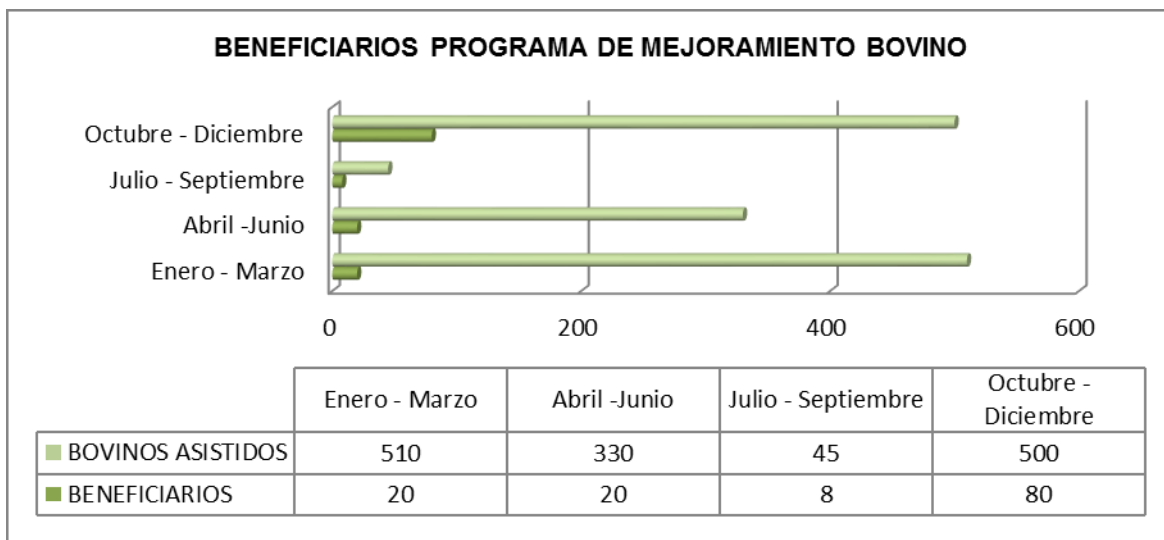 BENEFICIARIOS PROGRAMA DE MEJORAMIENTO BOVINO
Octubre - Diciembre
Julio - Septiembre
Abril -Junio
Enero - Marzo
0 200 400 600
Enero - Marzo Abril -Junio Julio - Septiembre Octubre -
Diciembre
BOVINOS ASISTIDOS 510 330 45 500
BENEFICIARIOS 20 20 8 80